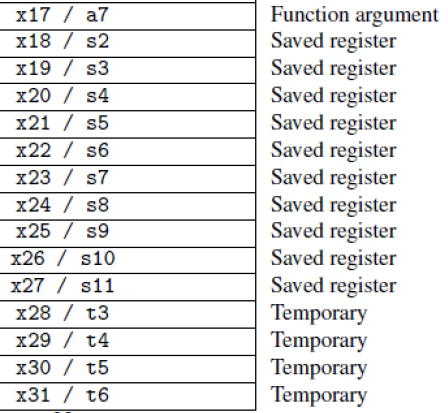 x17 / a7 Function argument
x18 / s2 Saved register
x19 / s3 Saved register
x20 / s4 Saved register
x21 / s5 Saved register
x22 / s6 Saved register
x23 / s7 Saved register
x24 / s8 Saved register
x25 / s9 Saved register
x26 / s10 Saved register
x27 / s11 Saved register
x28 / t3 Temporary
x29 / t4 Temporary
x30 / t5 Temporary
x31 / t6 Temporary